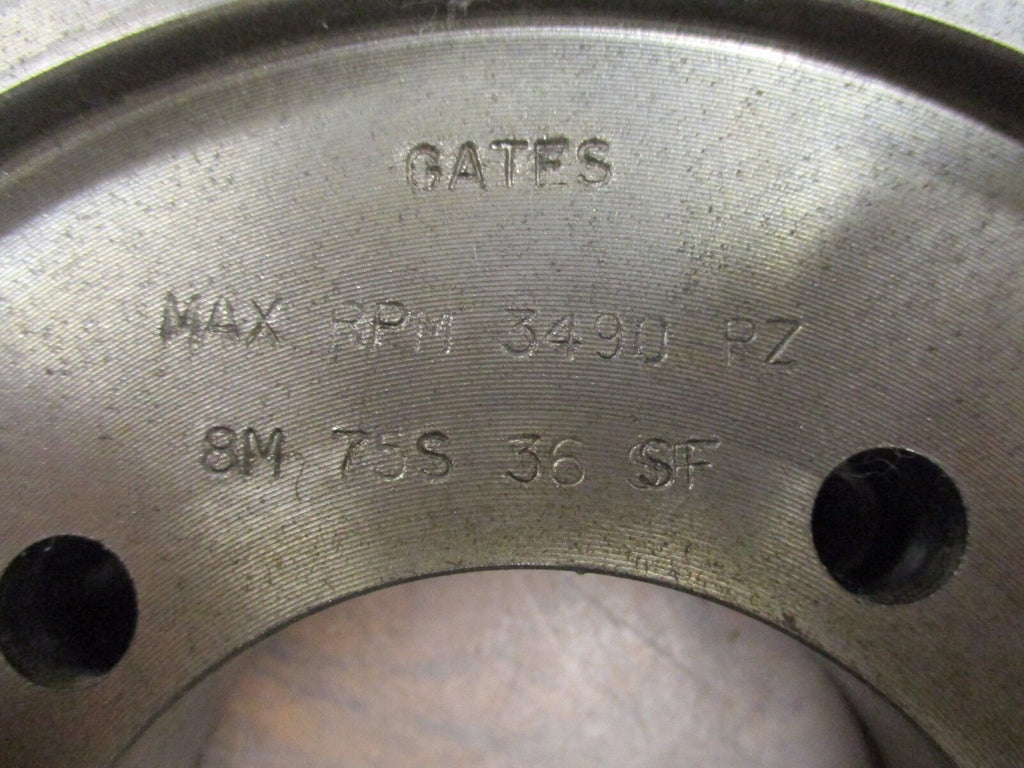 GATES
MAX RPM 3490 PZ
8M 75S 36 SF